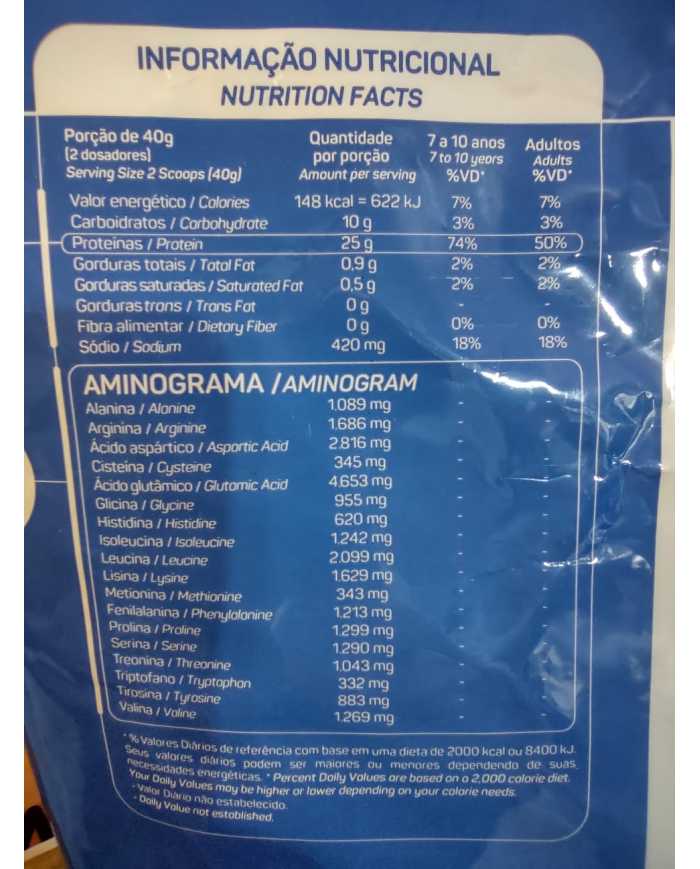 INFORMAÇÃO NUTRICIONAL
NUTRITION FACTS
Porção de 40g (2 dosadores) Serving Size 2 Scoops (40g) Quantidade por porção Amount per serving 7 a 10 anos 7 to 10 years %VD* Adultos Adults %VD*
Valor energético / Calories 148 kcal = 622 kJ 7% 7%
Carboidratos / Carbohydrate 10 g 3% 3%
Proteínas / Protein 25 g 74% 50%
Gorduras totais / Total Fat 0,9 g 2% 2%
Gorduras saturadas / Saturated Fat 0,5 g 2% 2%
Gorduras trans / Trans Fat 0 g - -
Fibra alimentar / Dietary Fiber 0 g 0% 0%
Sódio / Sodium 420 mg 18% 18%
AMINOGRAMA / AMINOGRAM
Alanina / Alanine 1.089 mg - -
Arginina / Arginine 1.686 mg - -
Ácido aspártico / Aspartic Acid 2.816 mg - -
Cisteína / Cysteine 345 mg - -
Ácido glutâmico / Glutamic Acid 4.653 mg - -
Glicina / Glycine 955 mg - -
Histidina / Histidine 620 mg - -
Isoleucina / Isoleucine 1.242 mg - -
Leucina / Leucine 2.099 mg - -
Lisina / Lysine 1.629 mg - -
Metionina / Methionine 343 mg - -
Fenilalanina / Phenylalanine 1.213 mg - -
Prolina / Proline 1.299 mg - -
Serina / Serine 1.290 mg - -
Treonina / Threonine 1.043 mg - -
Triptofano / Tryptophan 332 mg - -
Tirosina / Tyrosine 883 mg - -
Valina / Valine 1.269 mg - -
* % Valores Diários de referência com base em uma dieta de 2000 kcal ou 8400 kJ.
Seus valores diários podem ser maiores ou menores dependendo de suas
necessidades energéticas. * Percent Daily Values are based on a 2,000 calorie diet.
Your Daily Values may be higher or lower depending on your calorie needs.
- Valor Diário não estabelecido.
- Daily Value not established.